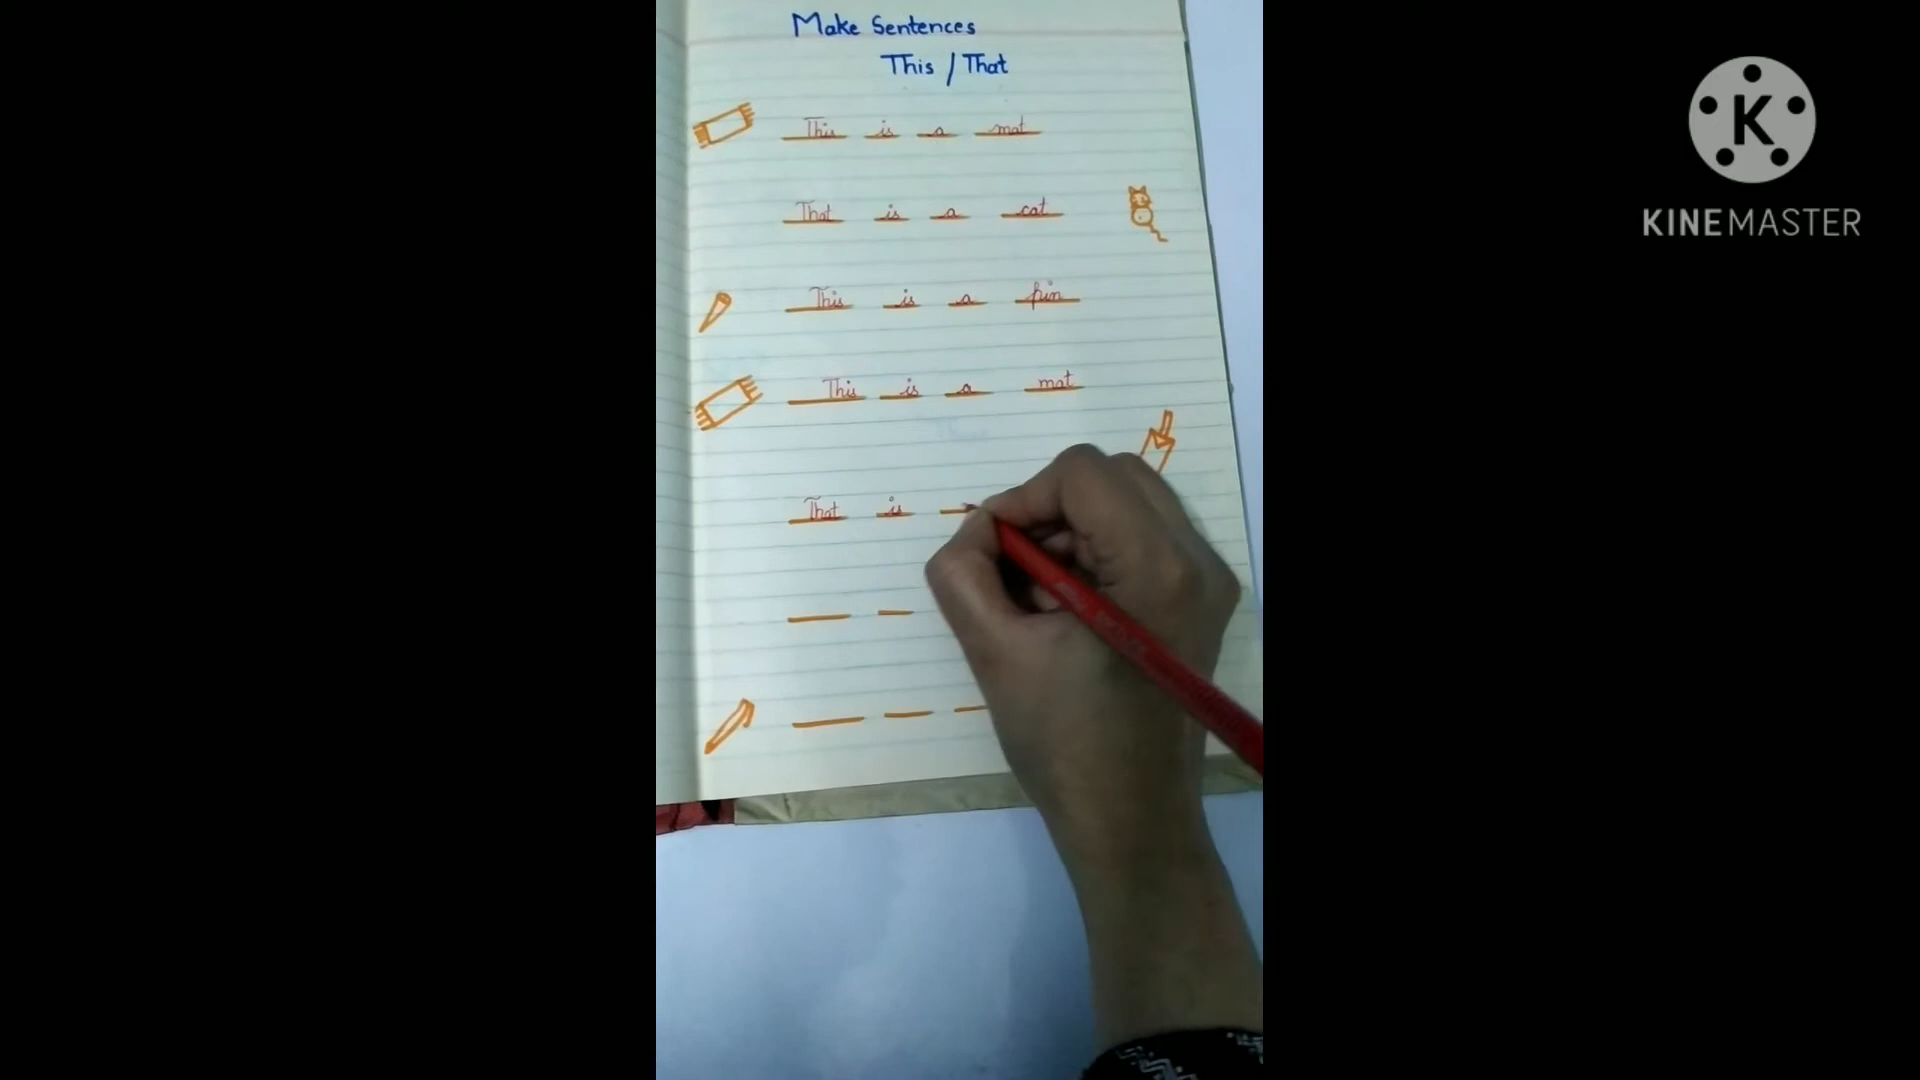 Make Sentences
This / That
This is a mat
That is a cat
This is a pin
This is a mat
That is
K
KINEMASTER